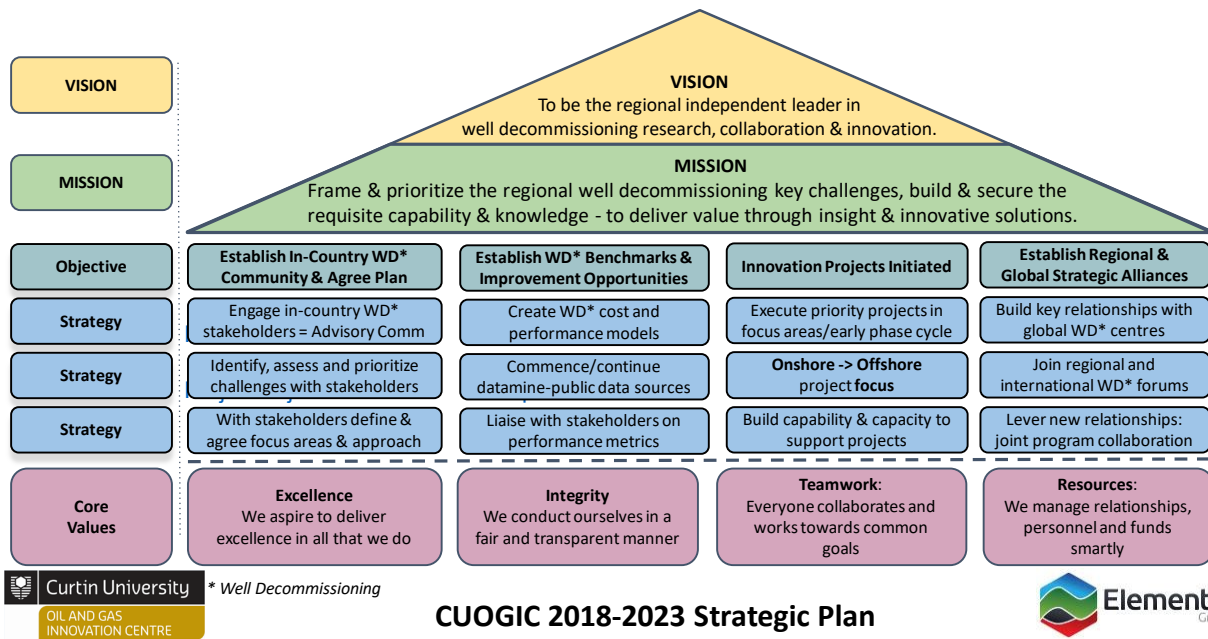 VISION
VISION
To be the regional independent leader in
well decommissioning research, collaboration & innovation.
MISSION
MISSION
Frame & prioritize the regional well decommissioning key challenges, build & secure the
requisite capability & knowledge - to deliver value through insight & innovative solutions.
Objective
Establish In-Country WD*
Community & Agree Plan
Establish WD* Benchmarks &
Improvement Opportunities
Innovation Projects Initiated
Establish Regional &
Global Strategic Alliances
Strategy
Engage in-country WD*
stakeholders = Advisory Comm
Create WD* cost and
performance models
Execute priority projects in
focus areas/early phase cycle
Build key relationships with
global WD* centres
Strategy
Identify, assess and prioritize
challenges with stakeholders
Commence/continue
datamine-public data sources
Onshore -> Offshore
project focus
Join regional and
international WD* forums
Strategy
With stakeholders define &
agree focus areas & approach
Liaise with stakeholders on
performance metrics
Build capability & capacity to
support projects
Lever new relationships:
joint program collaboration
Core
Values
Excellence
We aspire to deliver
excellence in all that we do
Integrity
We conduct ourselves in a
fair and transparent manner
Teamwork:
Everyone collaborates and
works towards common
goals
Resources:
We manage relationships,
personnel and funds
smartly
Curtin University
OIL AND GAS
INNOVATION CENTRE
* Well Decommissioning
CUOGIC 2018-2023 Strategic Plan
Element